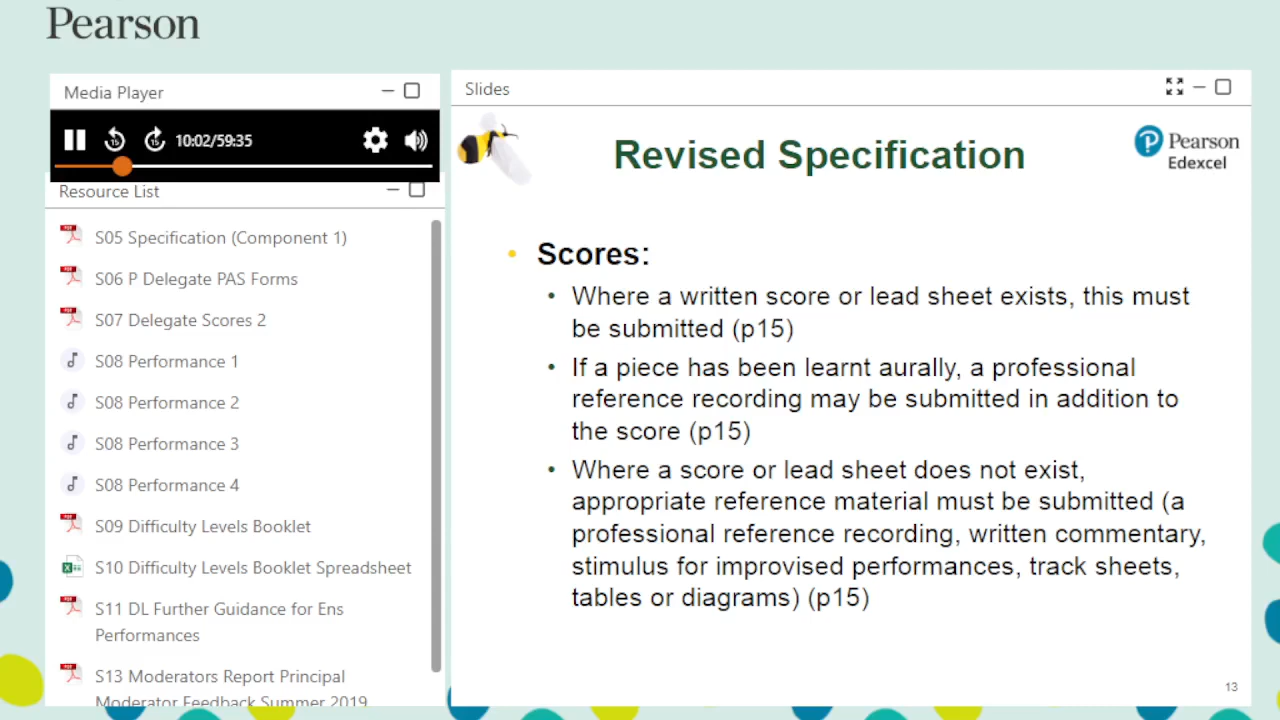 Pearson
Media Player
15
15
10:02/59:35
Resource List
S05 Specification (Component 1)
S06 P Delegate PAS Forms
S07 Delegate Scores 2
S08 Performance 1
S08 Performance 2
S08 Performance 3
S08 Performance 4
S09 Difficulty Levels Booklet
S10 Difficulty Levels Booklet Spreadsheet
S11 DL Further Guidance for Ens
Performances
S13 Moderators Report Principal
Moderator Feedback Summer 2019
Slides
Revised Specification
Pearson
Edexcel
• Scores:
• Where a written score or lead sheet exists, this must
be submitted (p15)
• If a piece has been learnt aurally, a professional
reference recording may be submitted in addition to
the score (p15)
• Where a score or lead sheet does not exist,
appropriate reference material must be submitted (a
professional reference recording, written commentary,
stimulus for improvised performances, track sheets,
tables or diagrams) (p15)
13